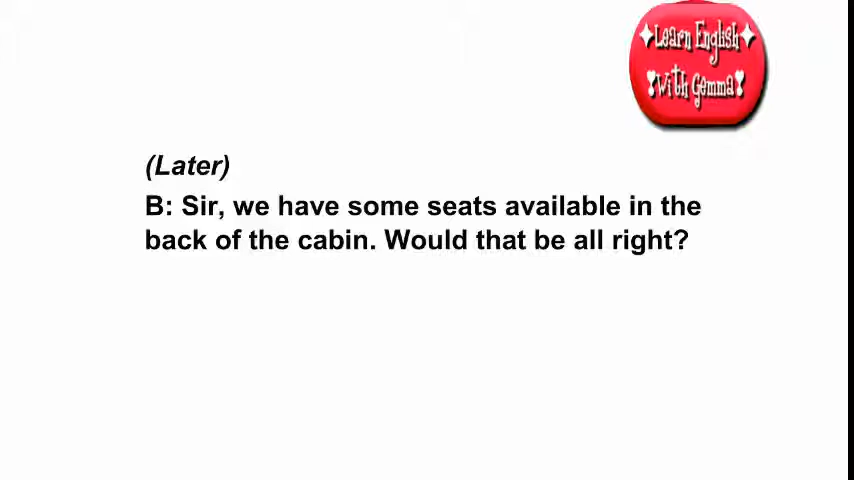 ✦Learn English✦
❣With Gemma❣
(Later)
B: Sir, we have some seats available in the
back of the cabin. Would that be all right?